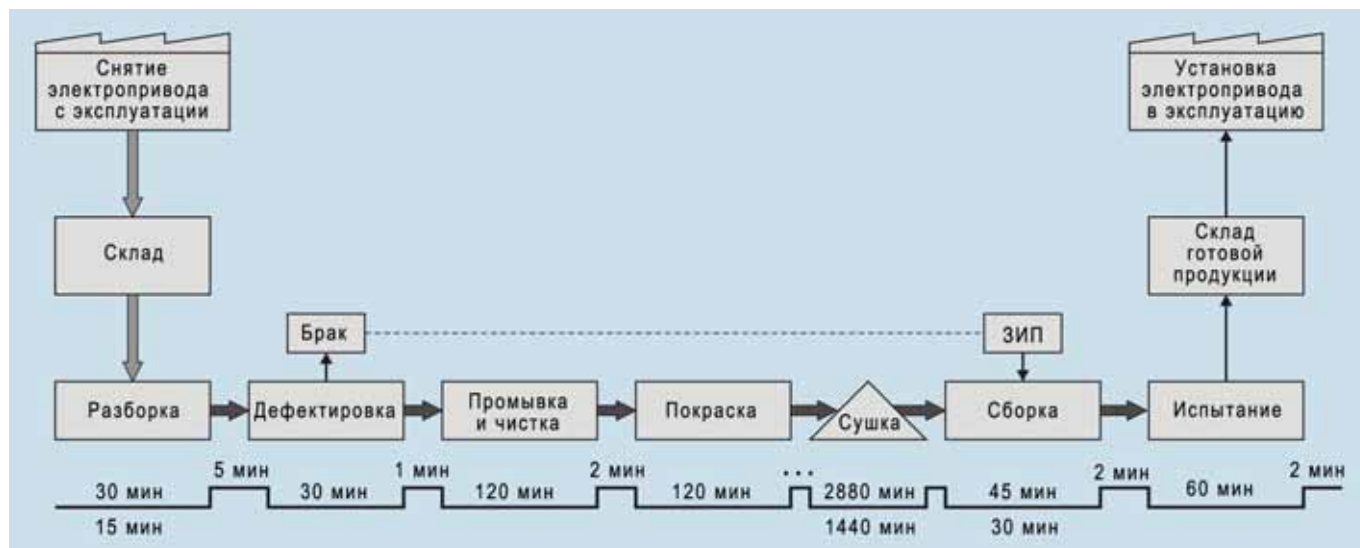 Снятие
электропривода
с эксплуатации
Установка
электропривода
в эксплуатацию
Склад
Склад
готовой
продукции
Брак
ЗИП
Разборка
Дефектировка
Промывка
и чистка
Покраска
Сушка
Сборка
Испытание
5 мин
1 мин
2 мин
...
2 мин
2 мин
30 мин
30 мин
120 мин
120 мин
2880 мин
45 мин
60 мин
15 мин
1440 мин
30 мин